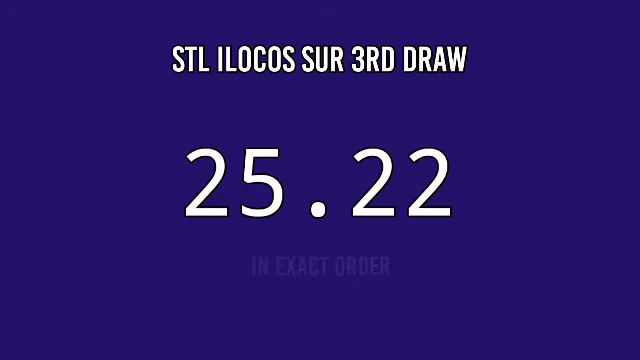 STL ILOCOS SUR 3RD DRAW
25.22
IN EXACT ORDER